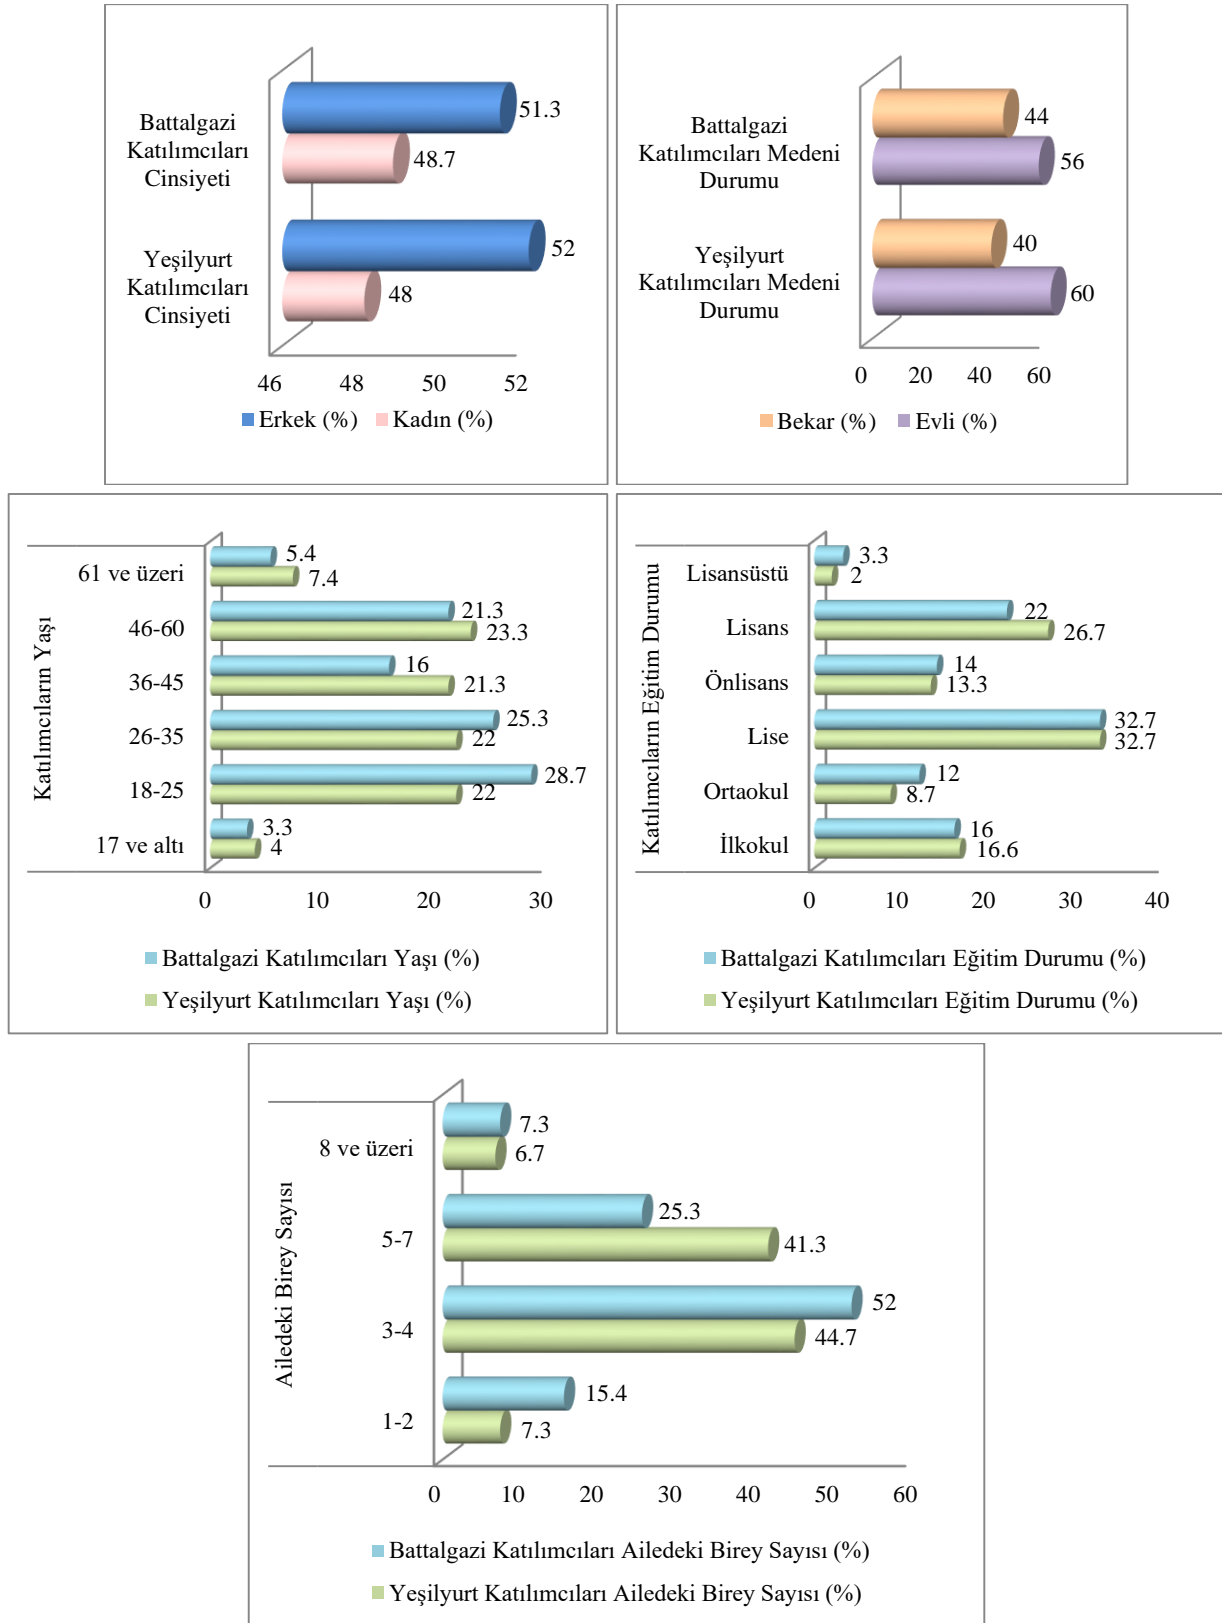 Battalgazi
Katılımcıları
Cinsiyeti
51.3
48.7
Yeşilyurt
Katılımcıları
Cinsiyeti
52
48
46 48 50 52
Erkek (%) Kadın (%)
Battalgazi
Katılımcıları Medeni
Durumu
44
56
Yeşilyurt
Katılımcıları Medeni
Durumu
40
60
0 20 40 60
Bekar (%) Evli (%)
Katılımcıların Yaşı
61 ve üzeri
5.4
7.4
46-60
21.3
23.3
36-45
16
21.3
26-35
25.3
22
18-25
28.7
22
17 ve altı
3.3
4
0 10 20 30
Battalgazi Katılımcıları Yaşı (%)
Yeşilyurt Katılımcıları Yaşı (%)
Katılımcıların Eğitim Durumu
Lisansüstü
3.3
2
Lisans
22
26.7
Önlisans
14
13.3
Lise
32.7
32.7
Ortaokul
12
8.7
İlkokul
16
16.6
0 10 20 30 40
Battalgazi Katılımcıları Eğitim Durumu (%)
Yeşilyurt Katılımcıları Eğitim Durumu (%)
Ailedeki Birey Sayısı
8 ve üzeri
7.3
6.7
5-7
25.3
41.3
3-4
52
44.7
1-2
15.4
7.3
0 10 20 30 40 50 60
Battalgazi Katılımcıları Ailedeki Birey Sayısı (%)
Yeşilyurt Katılımcıları Ailedeki Birey Sayısı (%)